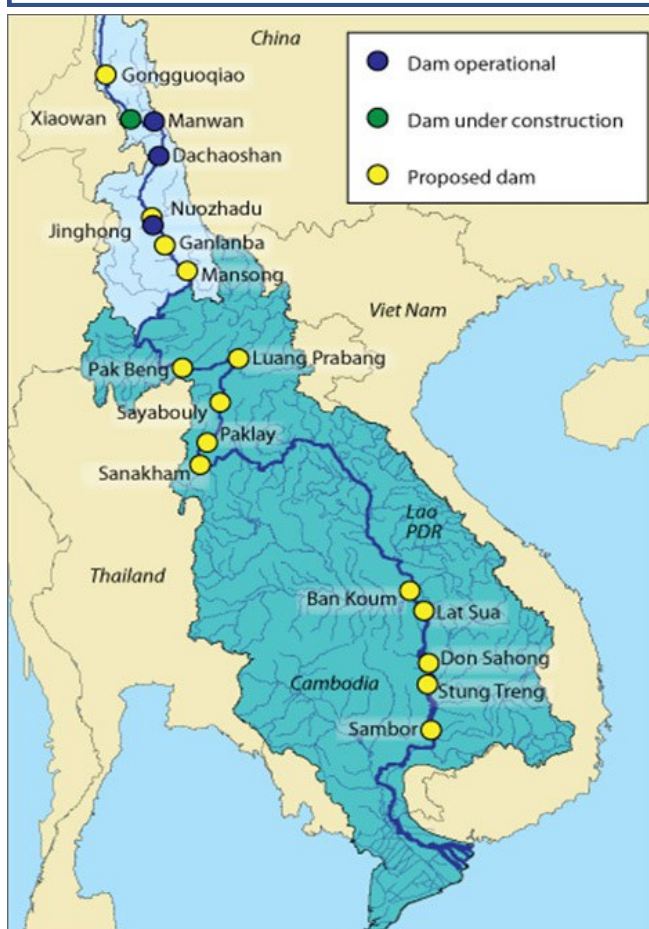 China
Dam operational
Dam under construction
Proposed dam
Gongguoqiao
Xiaowan
Manwan
Dachaoshan
Nuozhadu
Jinghong
Ganlanba
Mansong
Viet Nam
Pak Beng
Luang Prabang
Sayabouly
Paklay
Sanakham
Lao
PDR
Thailand
Ban Koum
Lat Sua
Don Sahong
Cambodia
Stung Treng
Sambor